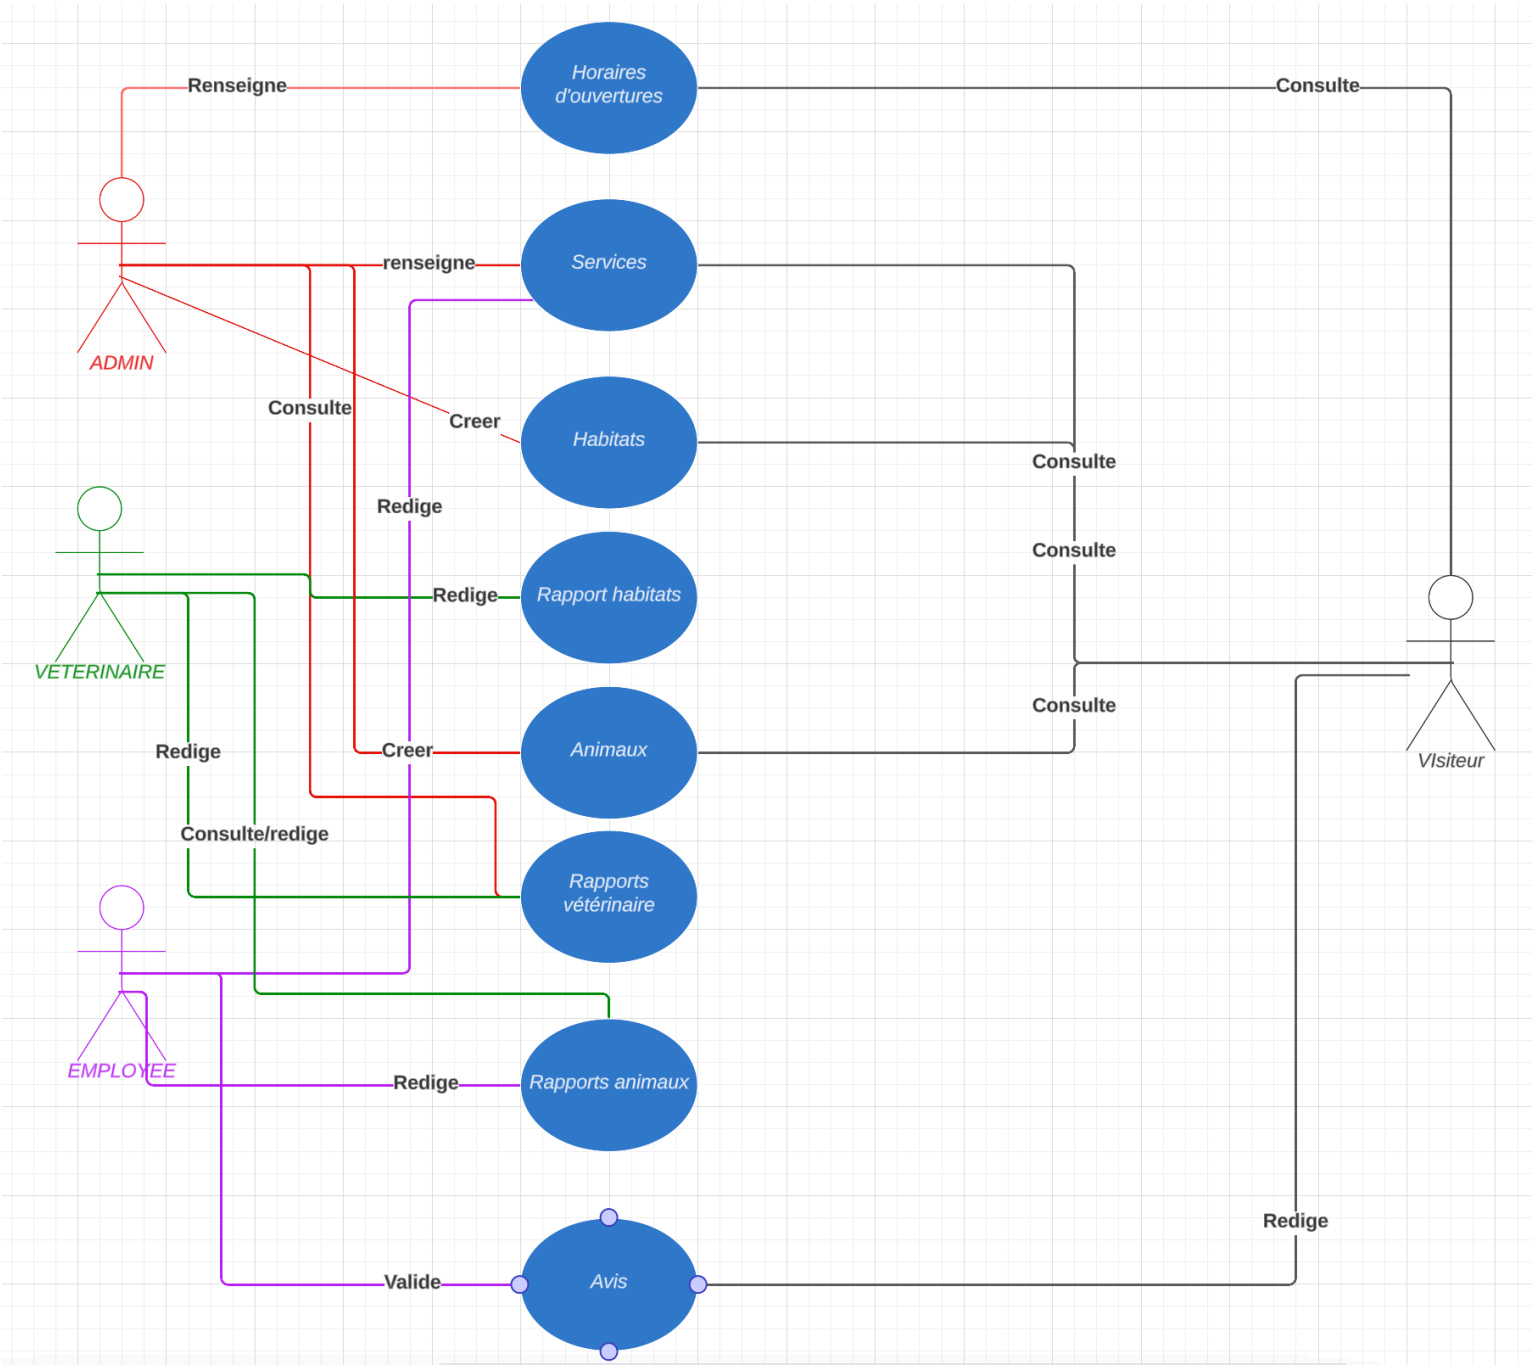 Renseigne
Horaires
d'ouvertures
Consulte
renseigne
Services
ADMIN
Consulte
Creer
Habitats
Consulte
Redige
Consulte
Redige
Rapport habitats
VETERINAIRE
Consulte
Redige
Creer
Animaux
VIsiteur
Consulte/redige
Rapports
vétérinaire
EMPLOYEE
Redige
Rapports animaux
Redige
Valide
Avis